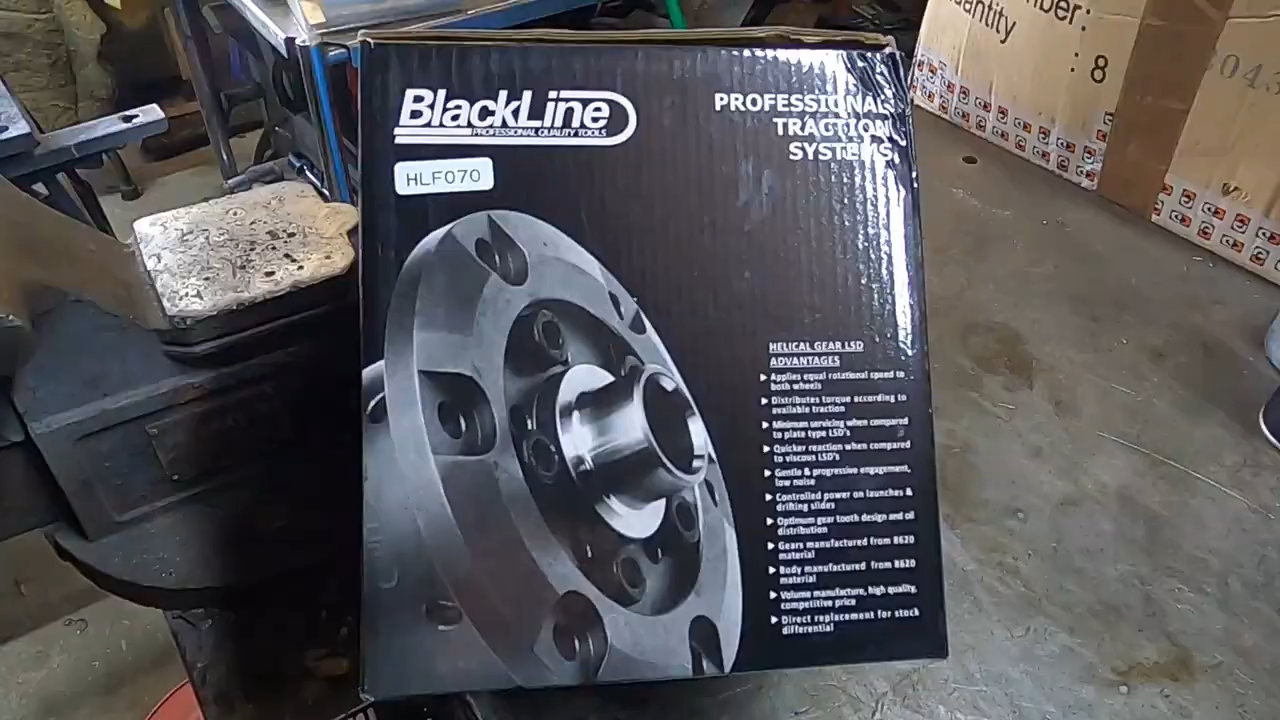 BlackLine
PROFESSIONAL QUALITY TOOLS
HLF070
PROFESSIONAL
TRACTION
SYSTEMS
HELICAL GEAR LSD
ADVANTAGES
Applies equal rotational speed to
both wheels
Distributes torque according to
available traction
Minimum servicing when compared
to plate type LSD's
Quicker reaction when compared
to viscous LSD's
Gentle & progressive engagement,
low noise
Controlled power on launches &
drifting slides
Optimum gear tooth design and oil
distribution
Gears manufactured from 8620
material
Body manufactured from 8620
material
Volume manufacture, high quality,
competitive price
Direct replacement for stock
differential
: 8